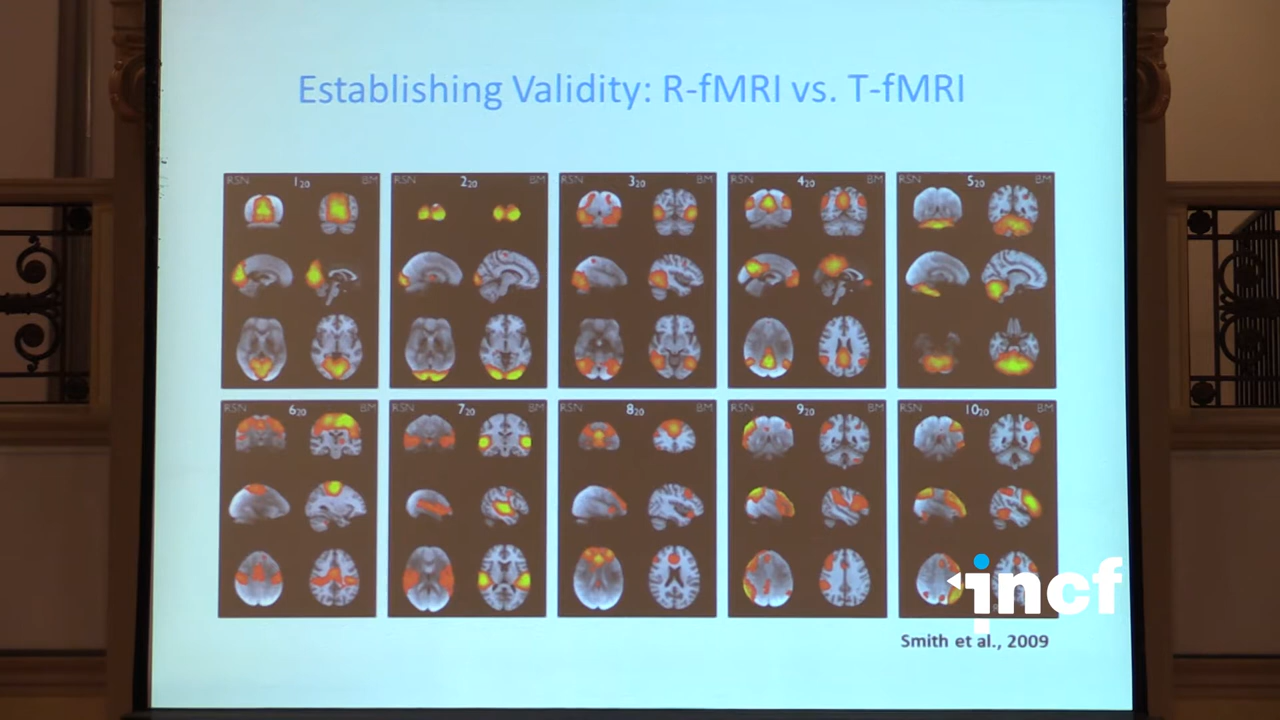 Establishing Validity: R-fMRI vs. T-fMRI
RSN 1₂₀ BM
RSN 2₂₀ BM
RSN 3₂₀ BM
RSN 4₂₀ BM
RSN 5₂₀ BM
RSN 6₂₀ BM
RSN 7₂₀ BM
RSN 8₂₀ BM
RSN 9₂₀ BM
RSN 10₂₀ BM
incf
Smith et al., 2009